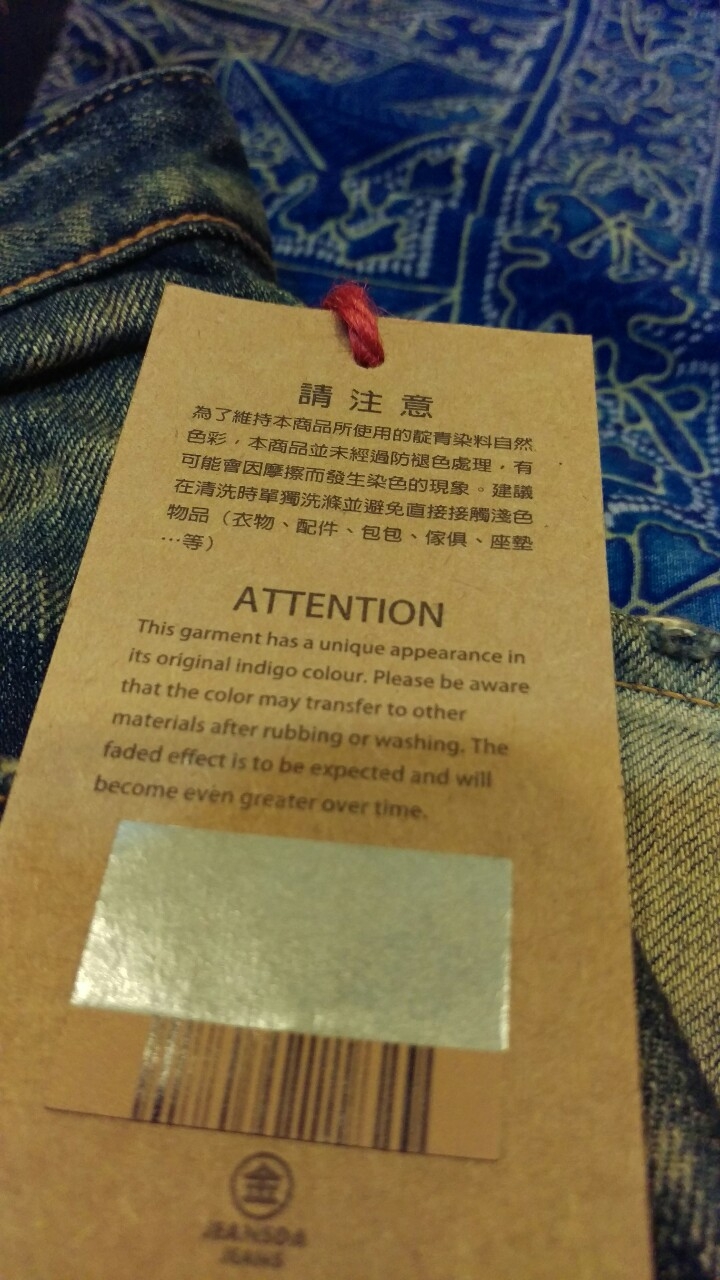 請注意
為了維持本商品所使用的靛青染料自然
色彩，本商品並未經過防褪色處理，有
可能會因摩擦而發生染色的現象。建議
在清洗時單獨洗滌並避免直接接觸淺色
物品（衣物、配件、包包、傢俱、座墊
…等）
ATTENTION
This garment has a unique appearance in
its original indigo colour. Please be aware
that the color may transfer to other
materials after rubbing or washing. The
faded effect is to be expected and will
become even greater over time.
金
JEANSDA
JEANS